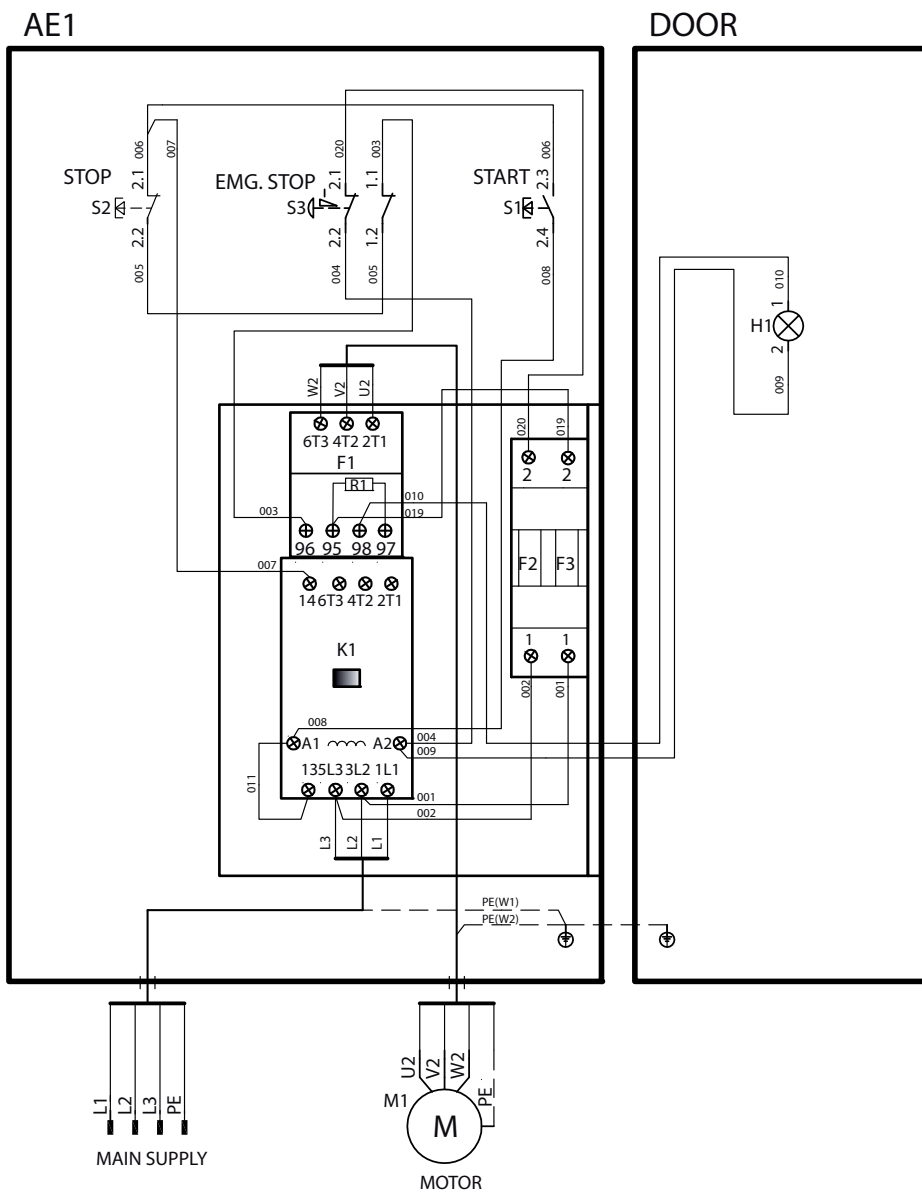 AE1
DOOR
006
007
020
003
006
STOP
2.1
EMG. STOP
2.1
1.1
START
2.3
S2
S3
S1
2.2
2.2
1.2
2.4
005
004
005
008
010
1
H1
2
009
W2
V2
U2
020
019
6T3 4T2 2T1
F1
2
2
R1
010
003
019
96 95 98 97
F2
F3
007
14 6T3 4T2 2T1
1
1
K1
002
001
008
A1
A2
004
009
011
13 5L3 3L2 1L1
001
002
L3
L2
L1
PE(W1)
PE(W2)
L1
L2
L3
PE
U2
V2
W2
PE
M1
M
MAIN SUPPLY
MOTOR